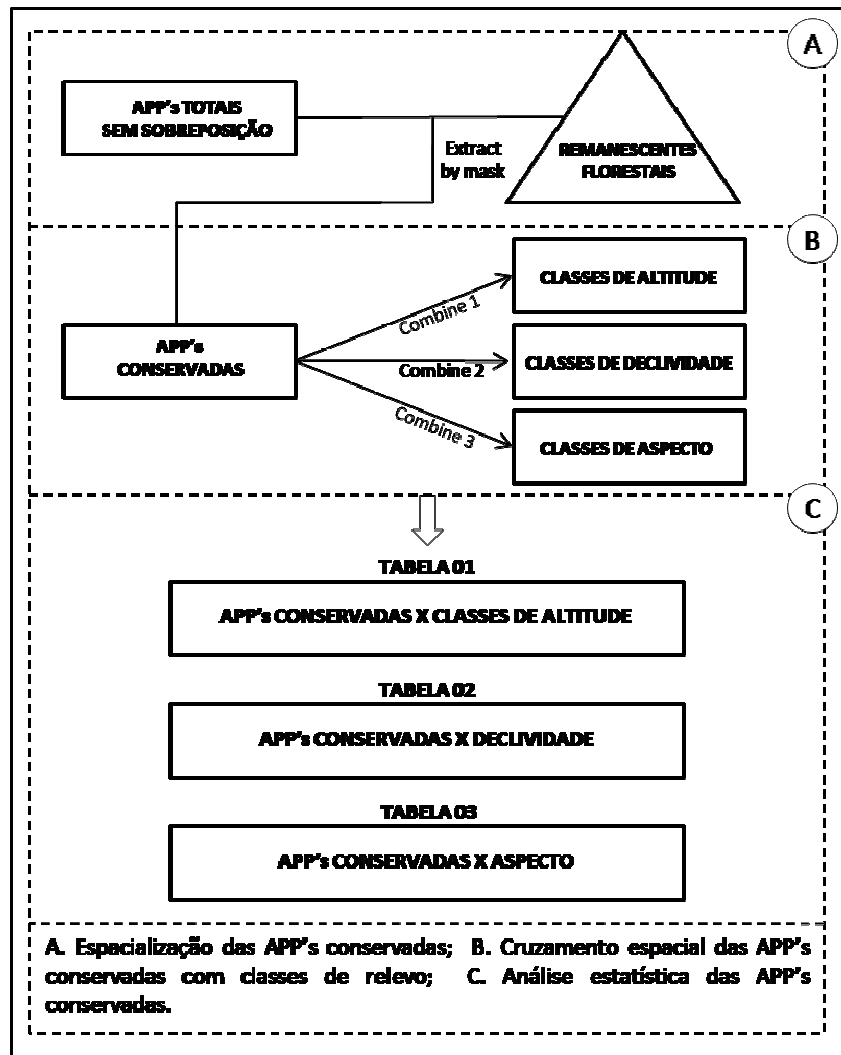 A
APP's TOTAIS
SEM SOBREPOSIÇÃO
Extract
by mask
REMANESCENTES
FLORESTAIS
B
CLASSES DE ALTITUDE
Combine 1
APP's
CONSERVADAS
Combine 2
CLASSES DE DECLIVIDADE
Combine 3
CLASSES DE ASPECTO
C
TABELA 01
APP's CONSERVADAS X CLASSES DE ALTITUDE
TABELA 02
APP's CONSERVADAS X DECLIVIDADE
TABELA 03
APP's CONSERVADAS X ASPECTO
A. Espacialização das APP's conservadas; B. Cruzamento espacial das APP's
conservadas com classes de relevo; C. Análise estatística das APP's
conservadas.